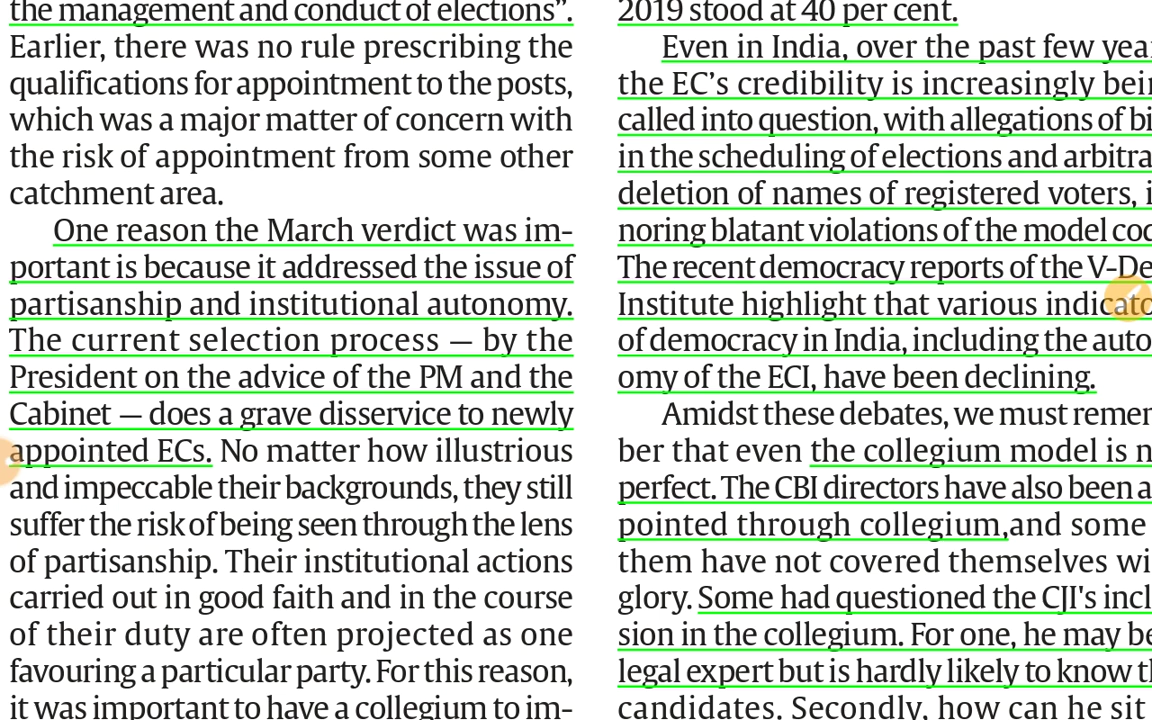 the management and conduct of elections”.
Earlier, there was no rule prescribing the
qualifications for appointment to the posts,
which was a major matter of concern with
the risk of appointment from some other
catchment area.
One reason the March verdict was im-
portant is because it addressed the issue of
partisanship and institutional autonomy.
The current selection process — by the
President on the advice of the PM and the
Cabinet — does a grave disservice to newly
appointed ECs. No matter how illustrious
and impeccable their backgrounds, they still
suffer the risk of being seen through the lens
of partisanship. Their institutional actions
carried out in good faith and in the course
of their duty are often projected as one
favouring a particular party. For this reason,
it was important to have a collegium to im-
2019 stood at 40 per cent.
Even in India, over the past few year
the EC’s credibility is increasingly bein
called into question, with allegations of bi
in the scheduling of elections and arbitra
deletion of names of registered voters, i
noring blatant violations of the model cod
The recent democracy reports of the V-De
Institute highlight that various indicato
of democracy in India, including the auto
omy of the ECI, have been declining.
Amidst these debates, we must remem
ber that even the collegium model is n
perfect. The CBI directors have also been a
pointed through collegium,and some
them have not covered themselves wi
glory. Some had questioned the CJI's incl
sion in the collegium. For one, he may be
legal expert but is hardly likely to know th
candidates. Secondly, how can he sit